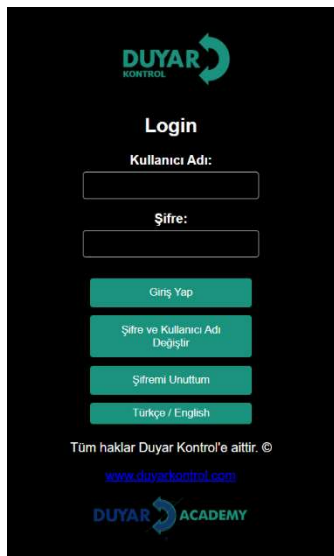 DUYAR
KONTROL
Login
Kullanıcı Adı:
Şifre:
Giriş Yap
Şifre ve Kullanıcı Adı
Değiştir
Şifremi Unuttum
Türkçe / English
Tüm haklar Duyar Kontrol'e aittir. ©
www.duyarkontrol.com
DUYAR ACADEMY